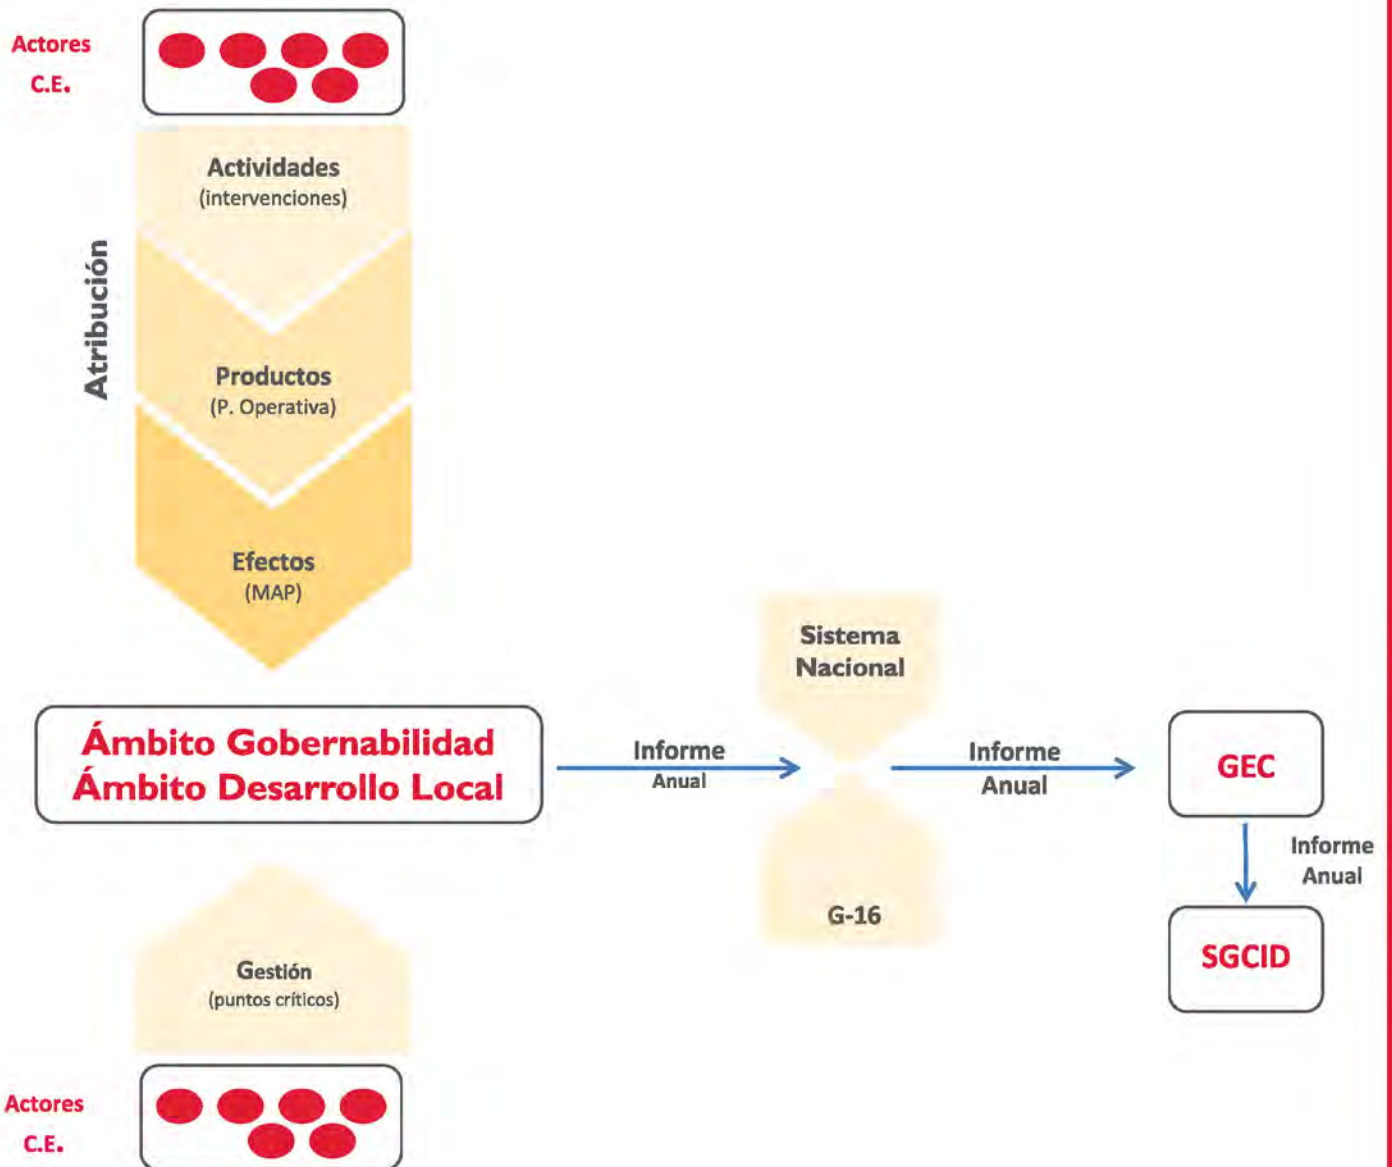 Actores
C.E.
Actividades
(intervenciones)
Atribución
Productos
(P. Operativa)
Efectos
(MAP)
Sistema
Nacional
Ámbito Gobernabilidad
Ámbito Desarrollo Local
Informe
Anual
Informe
Anual
GEC
Informe
Anual
G-16
SGCID
Gestión
(puntos críticos)
Actores
C.E.